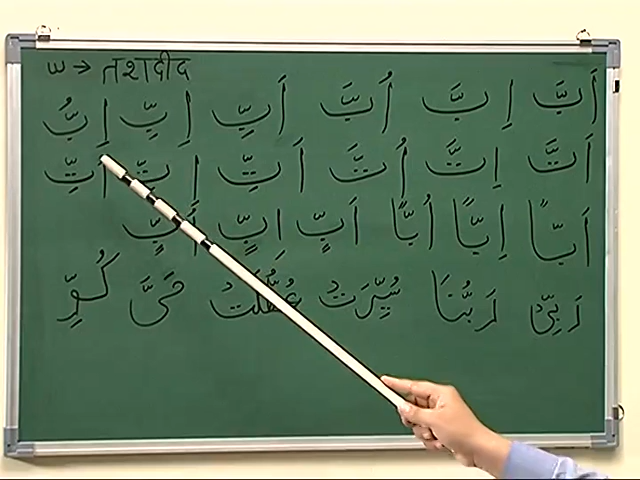 ّ → तशदीद
اَبَّ اِبَّ اُبَّ اَبِّ اِبِّ اِبُّ
اَتَّ اِتَّ اُتَّ اَتِّ
اَبًّا اِبًّا اُبًّا اَبٍّ اِبٍّ
رَبِّىْ رَبُّنَا سُيِّرَتْ عُطِّلَتْ حَىَّ كُوِّ